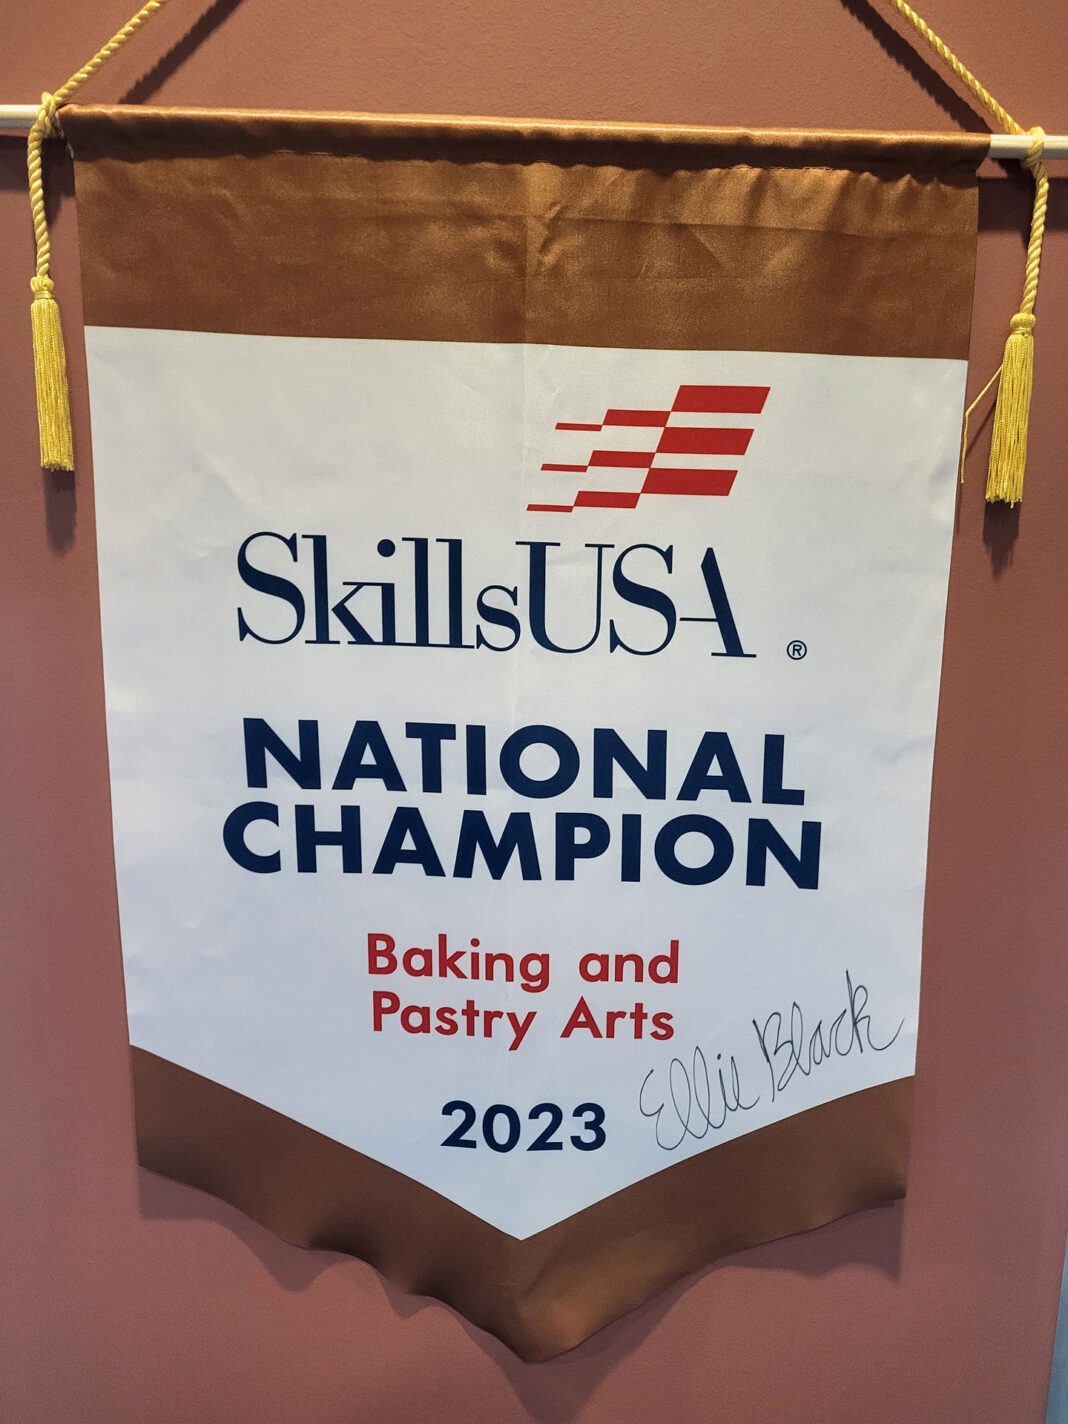 SkillsUSA ®
NATIONAL
CHAMPION
Baking and
Pastry Arts
2023
Ellie Black